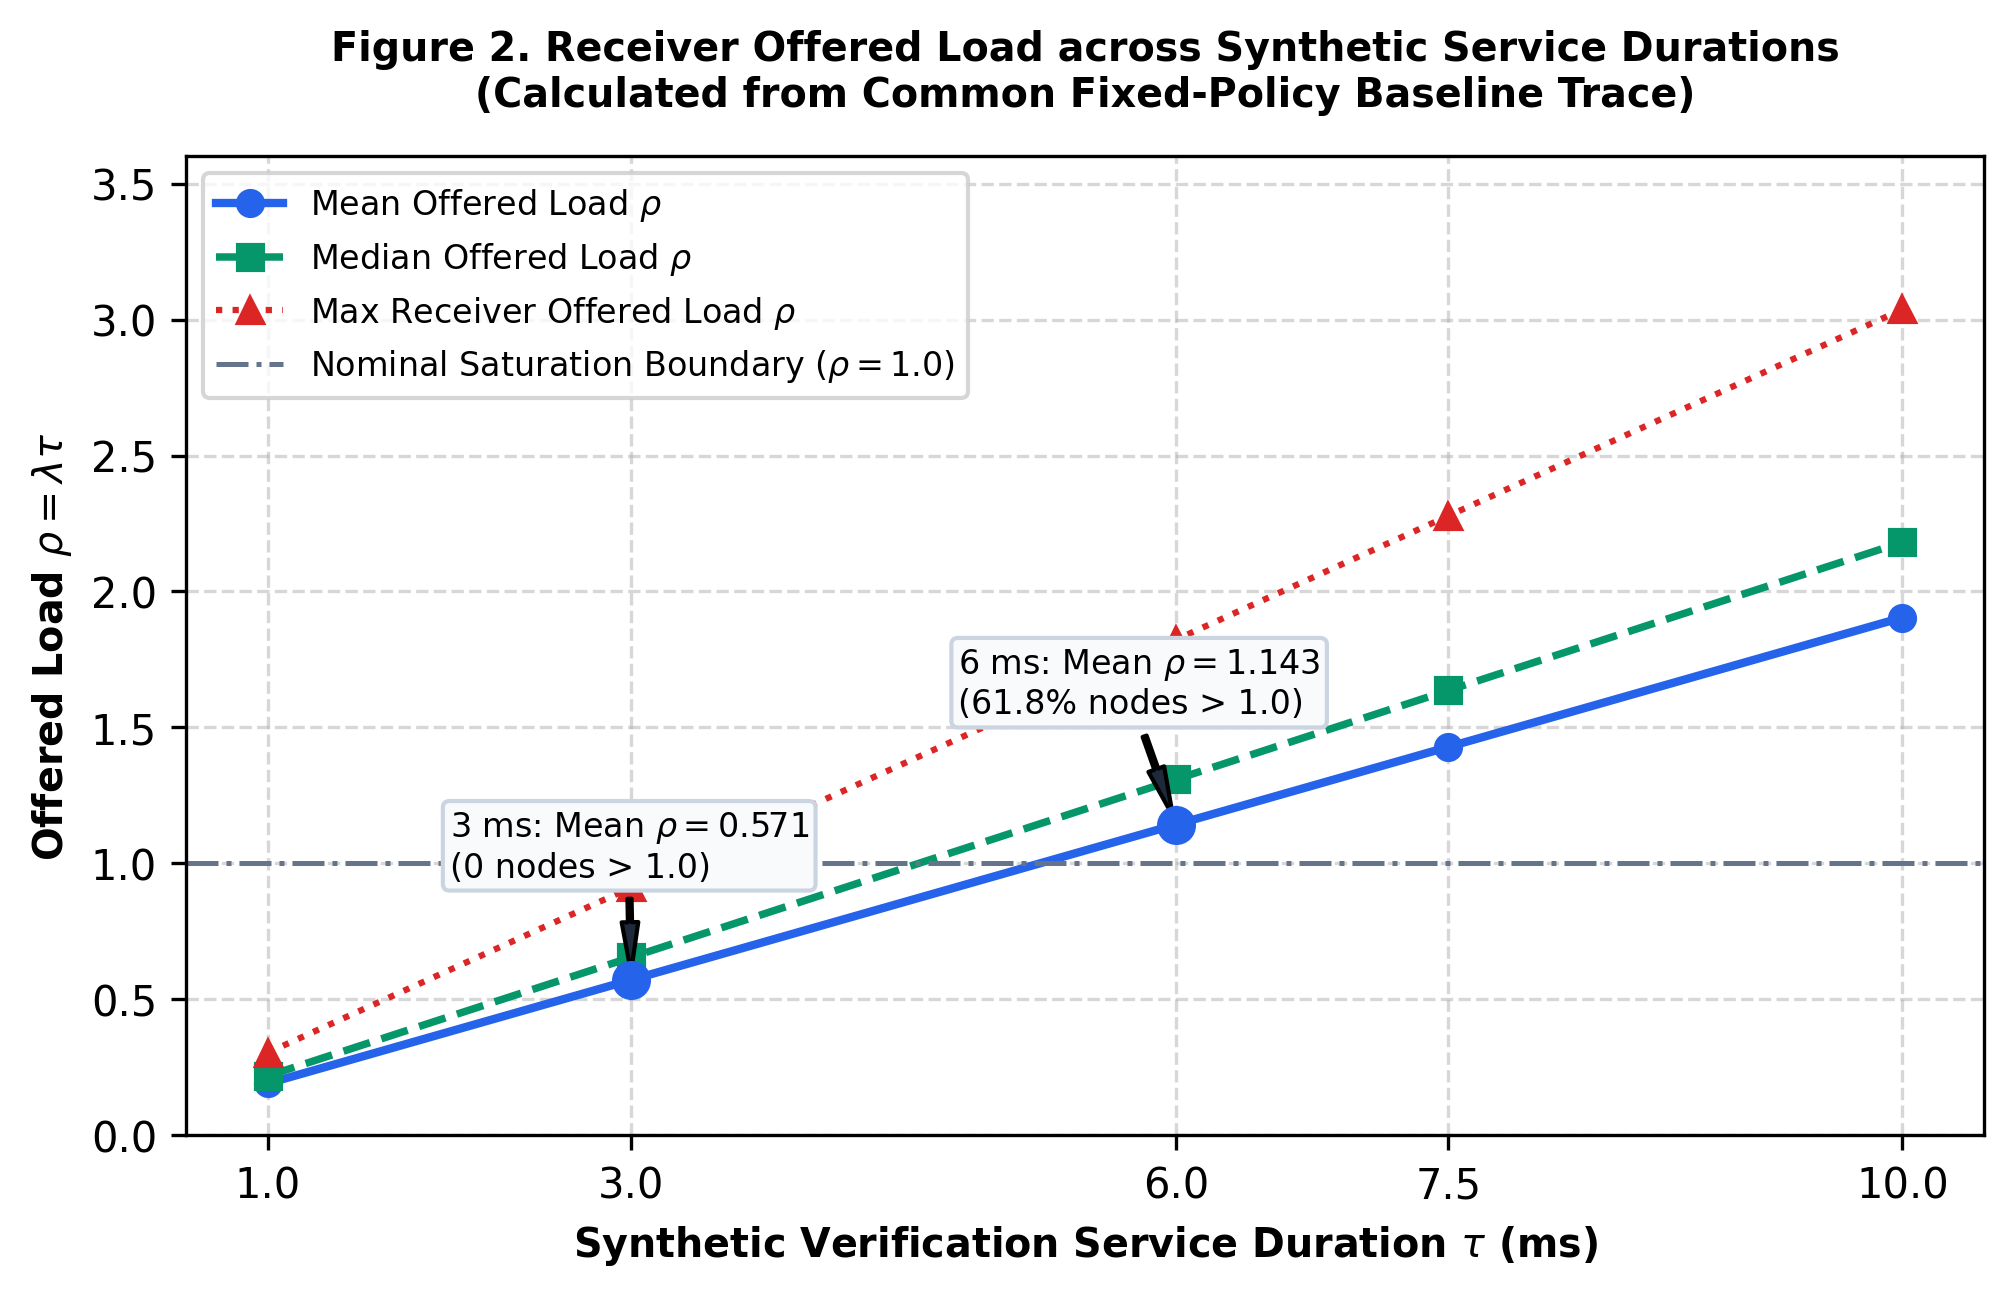 Figure 2. Receiver Offered Load across Synthetic Service Durations
(Calculated from Common Fixed-Policy Baseline Trace)
Mean Offered Load ρ
Median Offered Load ρ
Max Receiver Offered Load ρ
Nominal Saturation Boundary (ρ = 1.0)
Offered Load ρ = λτ
3.5
3.0
2.5
2.0
1.5
1.0
0.5
0.0
6 ms: Mean ρ = 1.143
(61.8% nodes > 1.0)
3 ms: Mean ρ = 0.571
(0 nodes > 1.0)
1.0 3.0 6.0 7.5 10.0
Synthetic Verification Service Duration τ (ms)